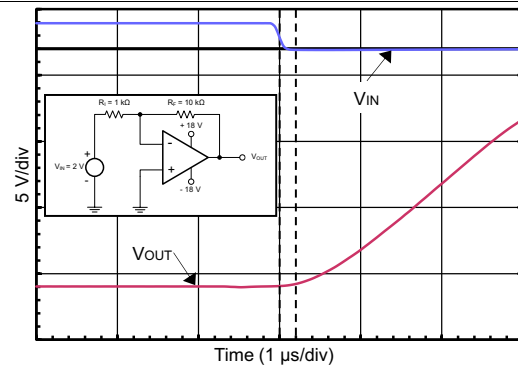 5 V/div
VIN
RI = 1 kΩ
RF = 10 kΩ
+ 18 V
-
+
VIN = 2 V
+
-
VOUT
- 18 V
VOUT
Time (1 µs/div)